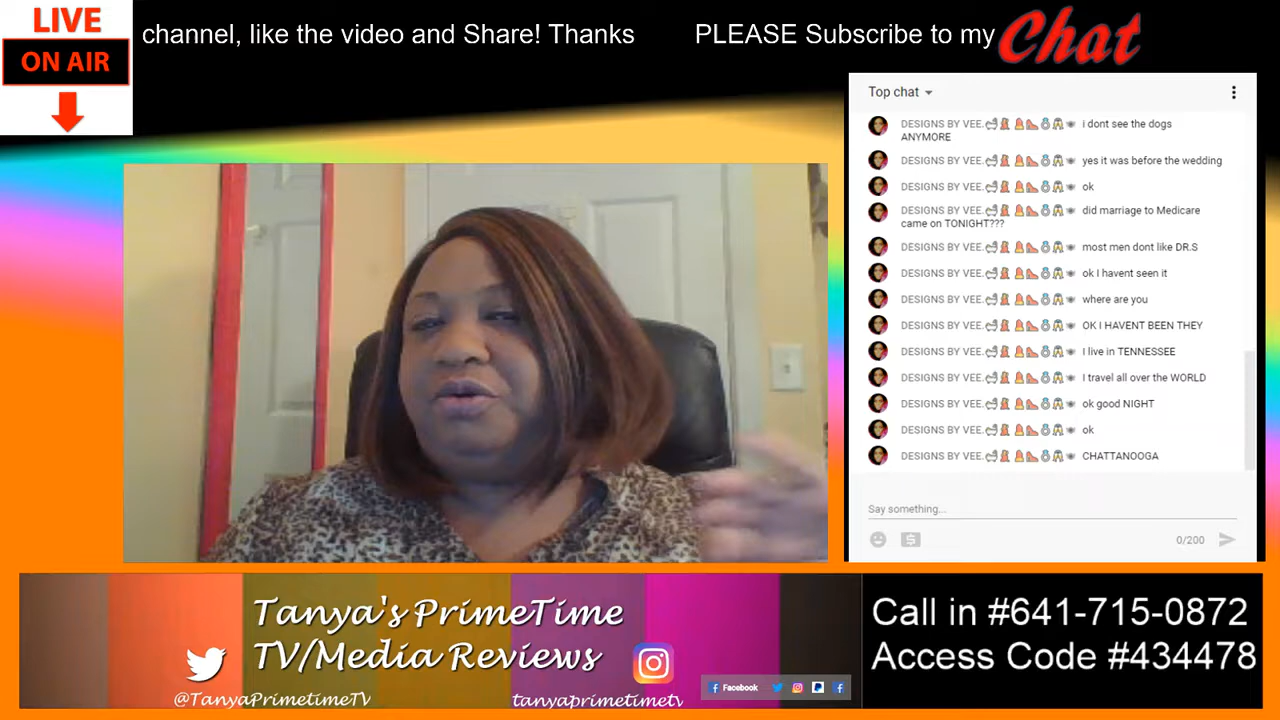 LIVE
ON AIR
channel, like the video and Share! Thanks PLEASE Subscribe to my
Chat
Top chat
DESIGNS BY VEE. i dont see the dogs
ANYMORE
DESIGNS BY VEE. yes it was before the wedding
DESIGNS BY VEE. ok
DESIGNS BY VEE. did marriage to Medicare
came on TONIGHT???
DESIGNS BY VEE. most men dont like DR.S
DESIGNS BY VEE. ok I havent seen it
DESIGNS BY VEE. where are you
DESIGNS BY VEE. OK I HAVENT BEEN THEY
DESIGNS BY VEE. I live in TENNESSEE
DESIGNS BY VEE. I travel all over the WORLD
DESIGNS BY VEE. ok good NIGHT
DESIGNS BY VEE. ok
DESIGNS BY VEE. CHATTANOOGA
Say something...
0/200
Tanya's PrimeTime
TV/Media Reviews
@TanyaPrimetimeTV
tanyaprimetimetv
Facebook
Call in #641-715-0872
Access Code #434478